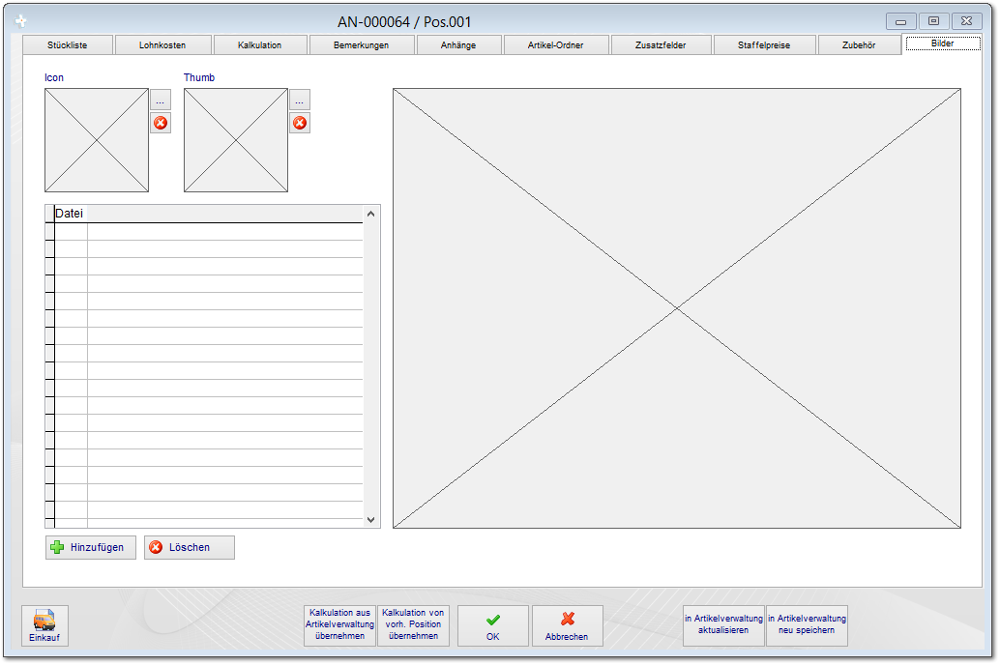 AN-000064 / Pos.001
Stückliste
Lohnkosten
Kalkulation
Bemerkungen
Anhänge
Artikel-Ordner
Zusatzfelder
Staffelpreise
Zubehör
Bilder
Icon
Thumb
...
...
Datei
Hinzufügen
Löschen
Einkauf
Kalkulation aus
Artikelverwaltung
übernehmen
Kalkulation von
vorh. Position
übernehmen
OK
Abbrechen
in Artikelverwaltung
aktualisieren
in Artikelverwaltung
neu speichern